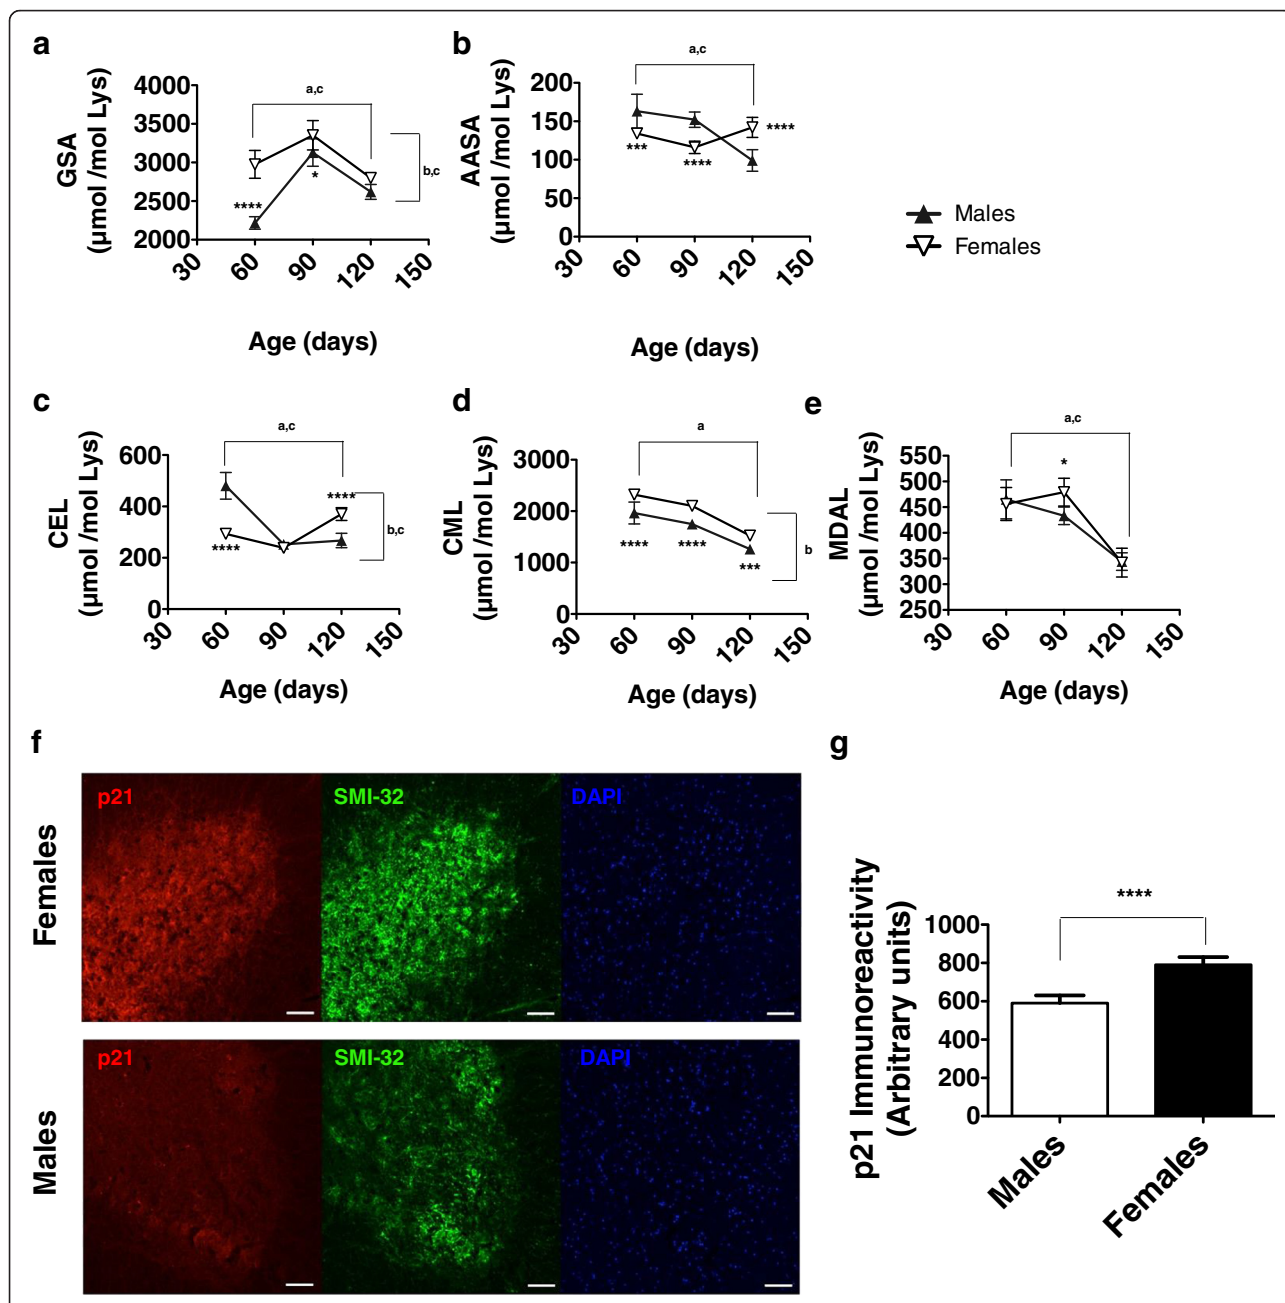 a
GSA
(µmol /mol Lys)
4000
3500
3000
2500
2000
a,c
b,c
****
*
30
60
90
120
150
Age (days)
b
AASA
(µmol /mol Lys)
200
150
100
50
0
a,c
***
****
****
30
60
90
120
150
Age (days)
Males
Females
c
CEL
(µmol /mol Lys)
600
400
200
0
a,c
b,c
****
****
30
60
90
120
150
Age (days)
d
CML
(µmol /mol Lys)
3000
2000
1000
0
a
b
****
****
***
30
60
90
120
150
Age (days)
e
MDAL
(µmol /mol Lys)
550
500
450
400
350
300
250
a,c
*
30
60
90
120
150
Age (days)
f
Females
p21
SMI-32
DAPI
Males
p21
SMI-32
DAPI
g
p21 Immunoreactivity
(Arbitrary units)
1000
800
600
400
200
0
****
Males
Females